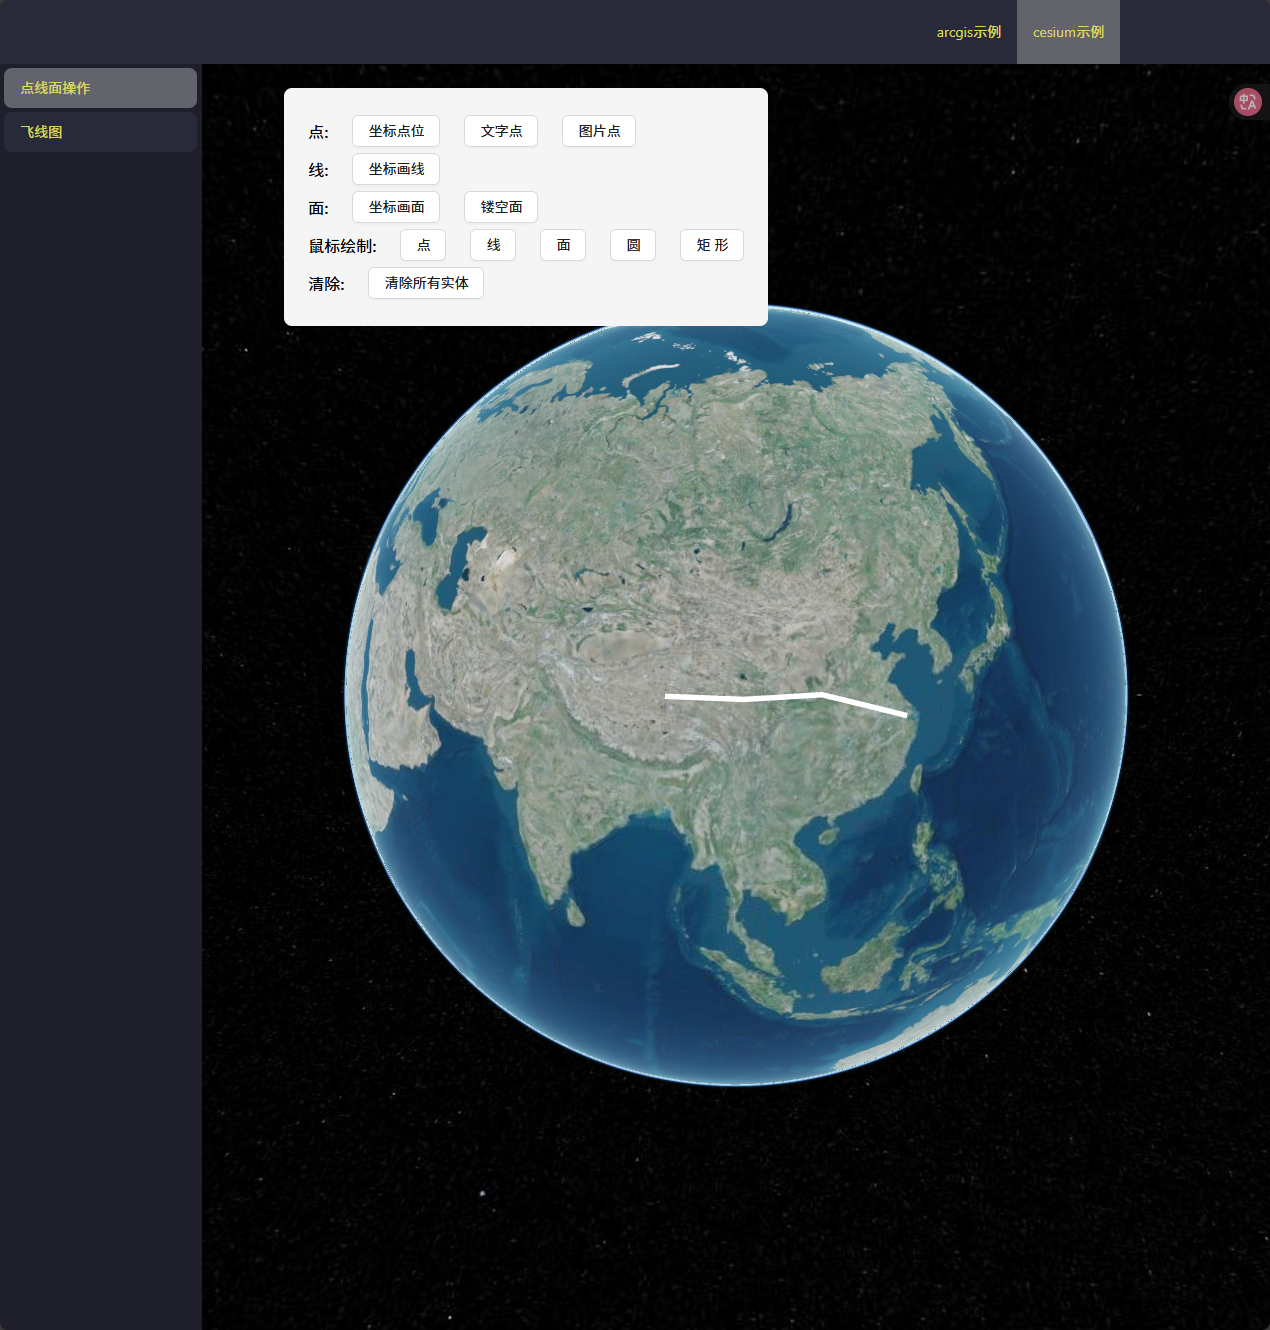 arcgis示例 cesium示例
点线面操作
飞线图
点: 坐标点位 文字点 图片点
线: 坐标画线
面: 坐标画面 镂空面
鼠标绘制: 点 线 面 圆 矩 形
清除: 清除所有实体
中
A